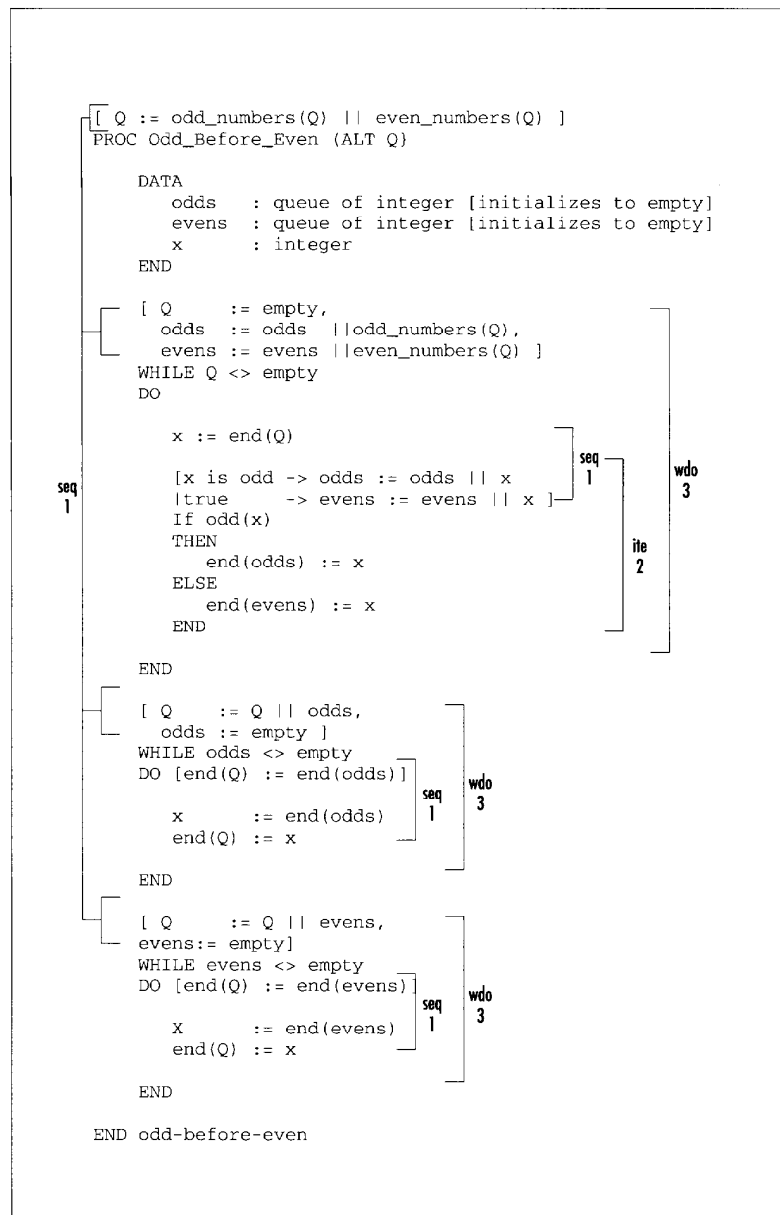 [ Q := odd_numbers(Q) || even_numbers(Q) ]
PROC Odd_Before_Even (ALT Q}
DATA
odds : queue of integer [initializes to empty]
evens : queue of integer [initializes to empty]
x : integer
END
[ Q := empty,
odds := odds ||odd_numbers(Q),
evens := evens ||even_numbers(Q) ]
WHILE Q <> empty
DO
x := end(Q)
[x is odd -> odds := odds || x
|true -> evens := evens || x ]
If odd(x)
THEN
end(odds) := x
ELSE
end(evens) := x
END
seq
1
ite
2
wdo
3
seq
1
END
[ Q := Q || odds,
odds := empty ]
WHILE odds <> empty
DO [end(Q) := end(odds)]
x := end(odds)
end(Q) := x
seq
1
wdo
3
END
[ Q := Q || evens,
evens:= empty]
WHILE evens <> empty
DO [end(Q) := end(evens)]
X := end(evens)
end(Q) := x
seq
1
wdo
3
END
END odd-before-even